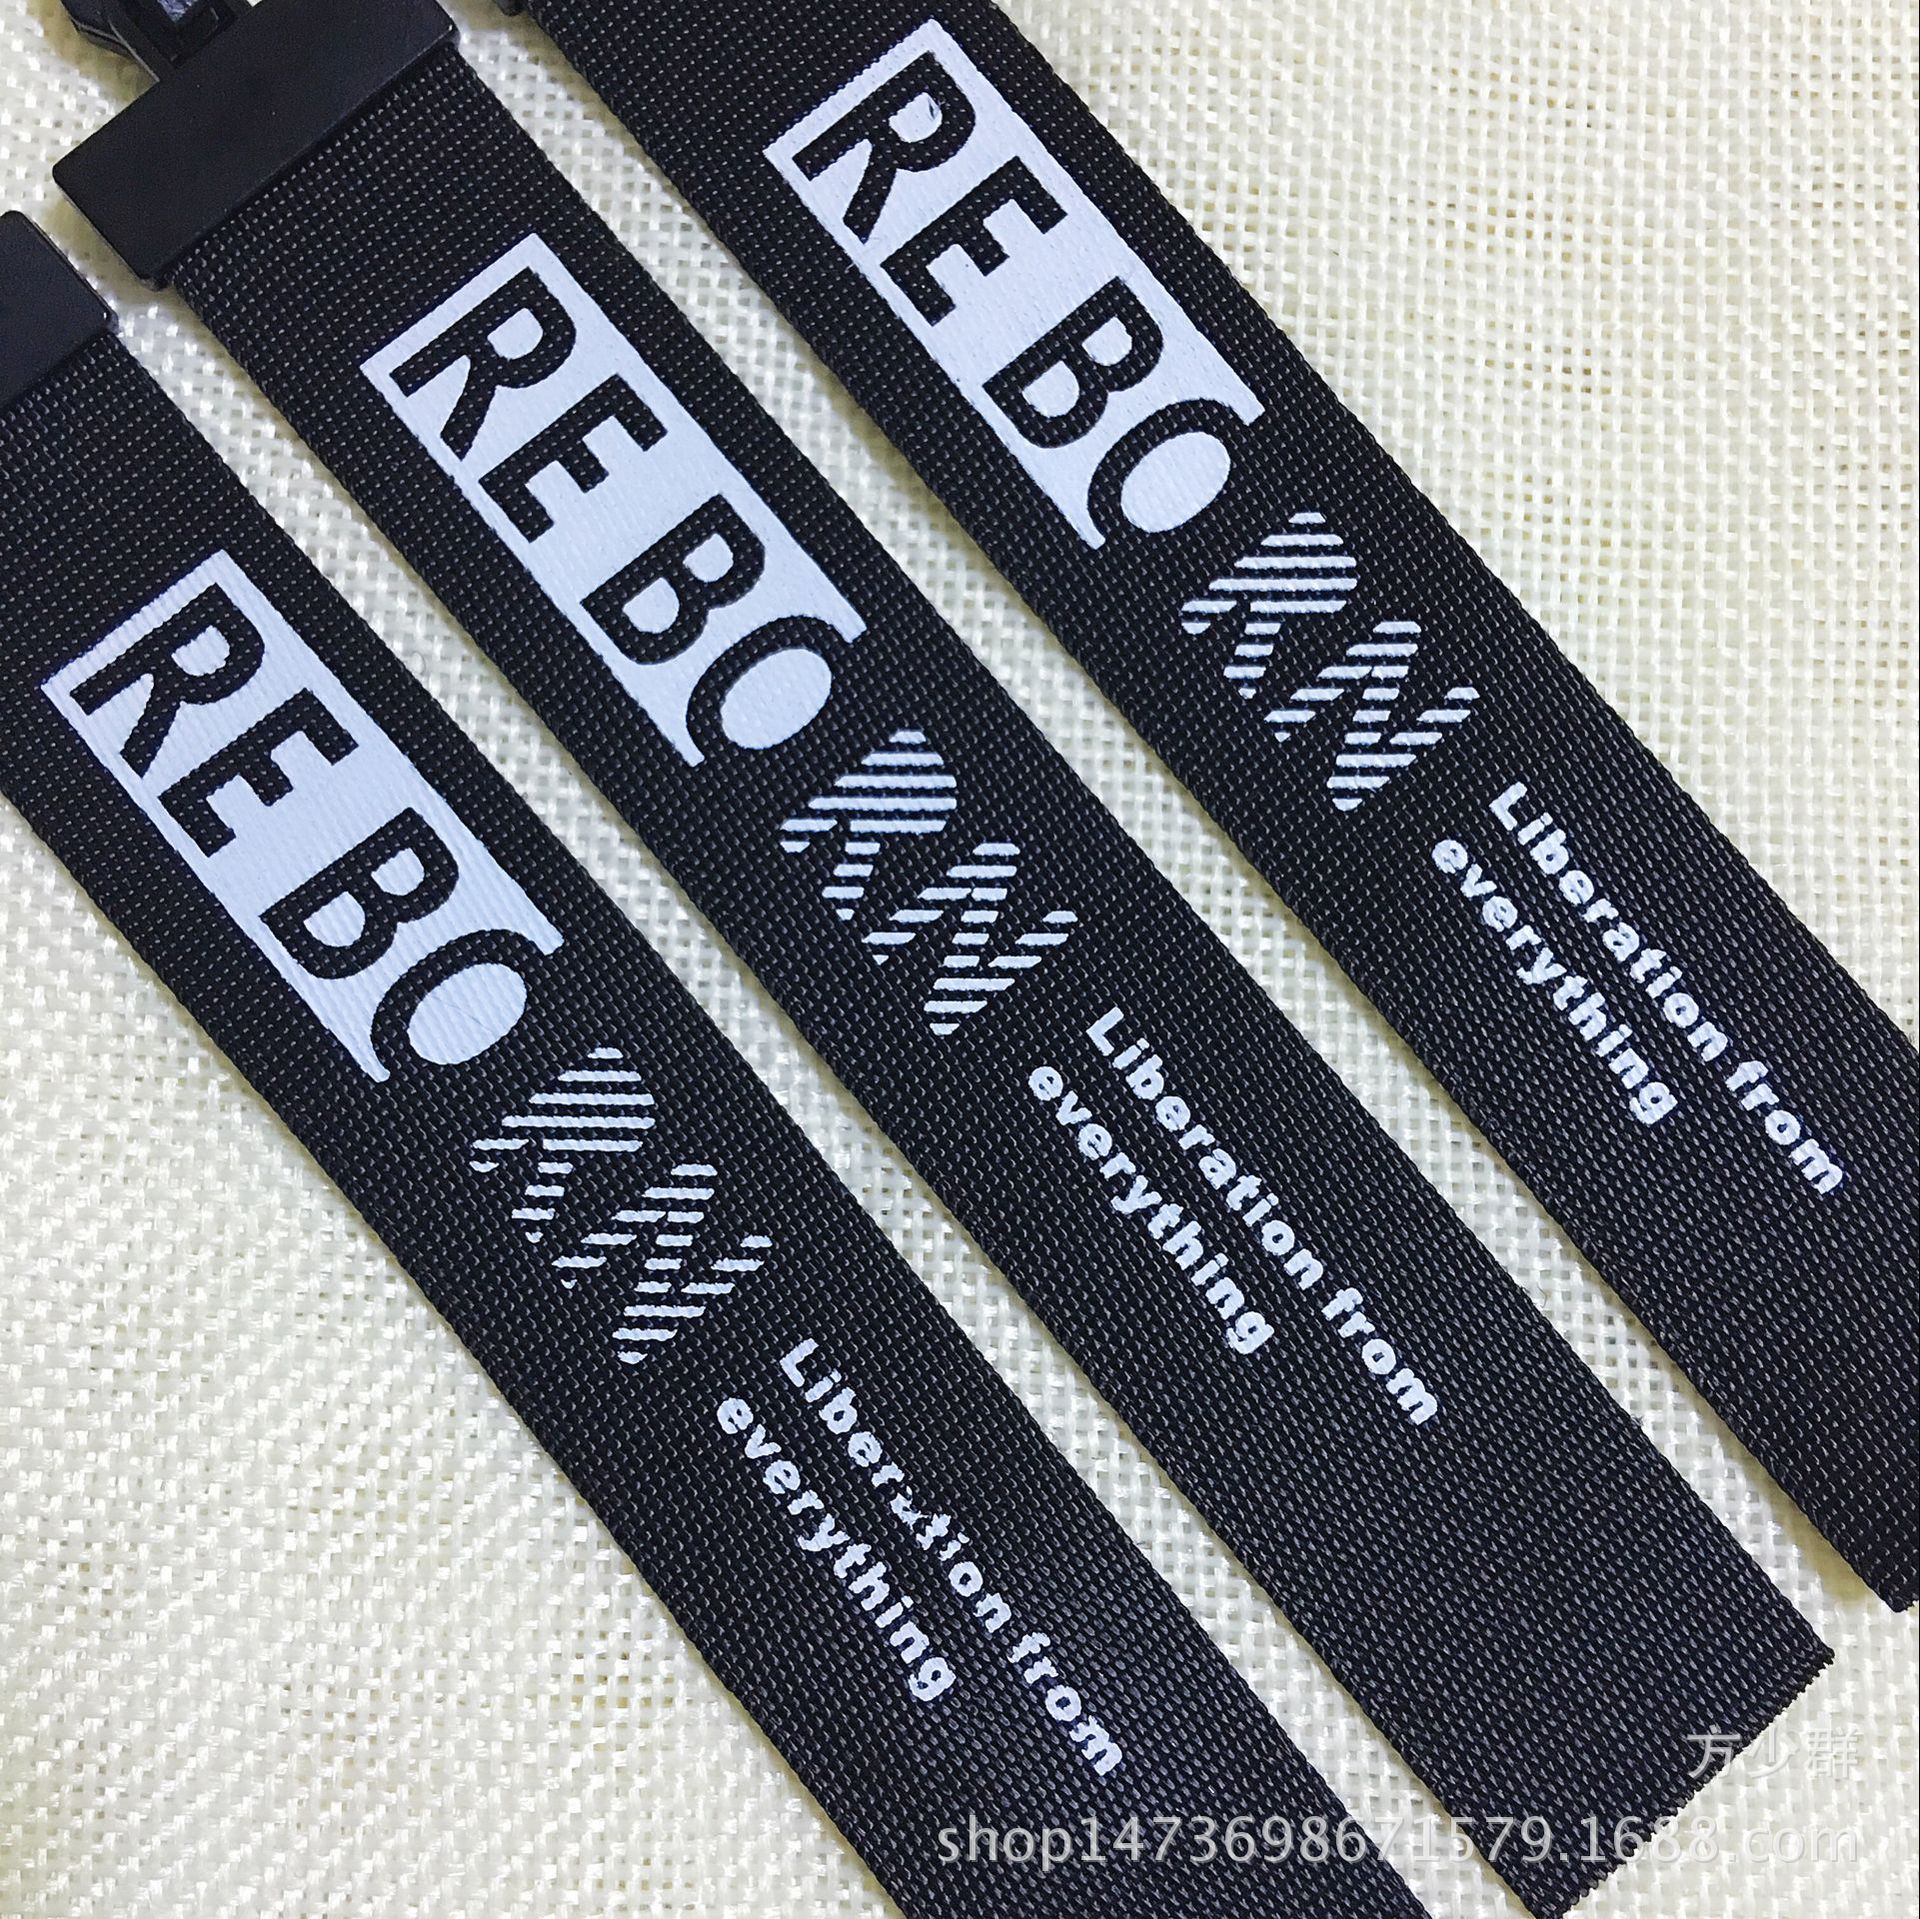 REBORN
Liberation from
everything
REBORN
Liberation from
everything
REBORN
Liberation from
everything
方少群
shop1473698671579.1688.com